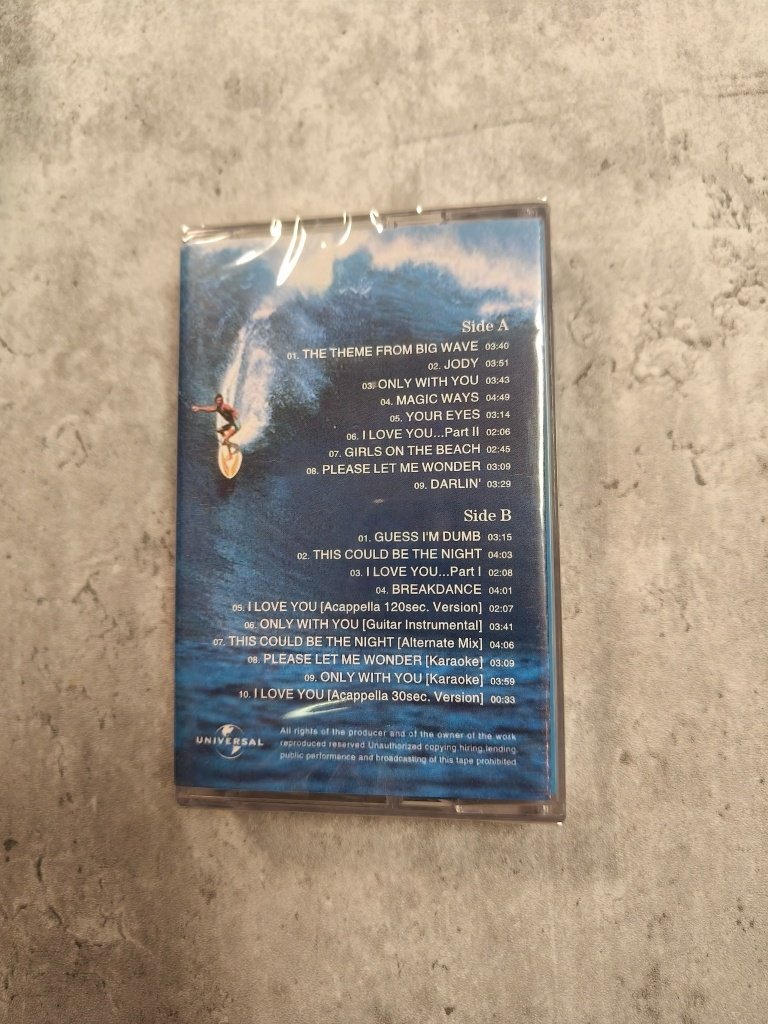 Side A
01. THE THEME FROM BIG WAVE 03:40
02. JODY 03:51
03. ONLY WITH YOU 03:43
04. MAGIC WAYS 04:49
05. YOUR EYES 03:14
06. I LOVE YOU...Part II 02:06
07. GIRLS ON THE BEACH 02:45
08. PLEASE LET ME WONDER 03:09
09. DARLIN' 03:29
Side B
01. GUESS I'M DUMB 03:15
02. THIS COULD BE THE NIGHT 04:03
03. I LOVE YOU...Part I 02:08
04. BREAKDANCE 04:01
05. I LOVE YOU [Acappella 120sec. Version] 02:07
06. ONLY WITH YOU [Guitar Instrumental] 03:41
07. THIS COULD BE THE NIGHT [Alternate Mix] 04:06
08. PLEASE LET ME WONDER [Karaoke] 03:09
09. ONLY WITH YOU [Karaoke] 03:59
10. I LOVE YOU [Acappella 30sec. Version] 00:33
UNIVERSAL
All rights of the producer and of the owner of the work
reproduced reserved Unauthorized copying hiring,lending
public performance and broadcasting of this tape prohibited